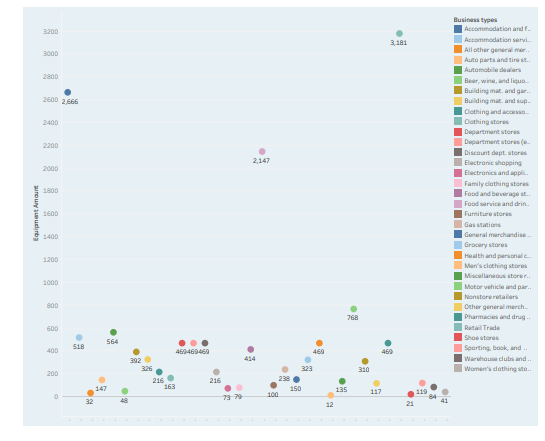 Business types
Accommodation and f..
Accommodation servi..
All other general mer..
Auto parts and tire st..
Automobile dealers
Beer, wine, and liquo..
Building mat. and gar..
Building mat. and sup..
Clothing and accesso..
Clothing stores
Department stores
Department stores (e..
Discount dept. stores
Electronic shopping
Electronics and appli..
Family clothing stores
Food and beverage st..
Food service and drin..
Furniture stores
Gas stations
General merchandise ..
Grocery stores
Health and personal c..
Men's clothing stores
Miscellaneous store r..
Motor vehicle and par..
Nonstore retailers
Other general merch..
Pharmacies and drug ..
Retail Trade
Shoe stores
Sporting, book, and ..
Warehouse clubs and ..
Women's clothing sto..
Equipment Amount
3200
3000
2800
2600
2400
2200
2000
1800
1600
1400
1200
1000
800
600
400
200
0
2,666
518
32
147
564
48
392
326
216
163
469
469
469
216
73
79
414
2,147
100
238
150
323
469
12
135
768
310
117
469
3,181
21
119
84
41